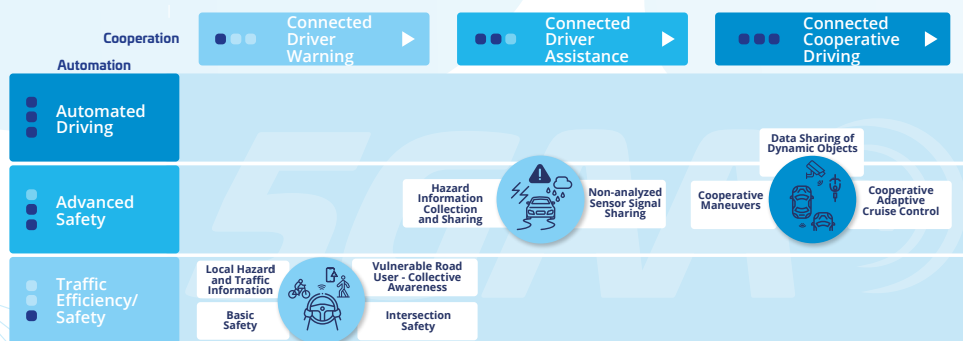 Cooperation
Automation
Connected
Driver
Warning
Connected
Driver
Assistance
Connected
Cooperative
Driving
Automated
Driving
Data Sharing of
Dynamic Objects
Advanced
Safety
Hazard
Information
Collection
and Sharing
Non-analyzed
Sensor Signal
Sharing
Cooperative
Maneuvers
Cooperative
Adaptive
Cruise Control
Traffic
Efficiency/
Safety
Local Hazard
and Traffic
Information
Vulnerable Road
User - Collective
Awareness
Basic
Safety
Intersection
Safety